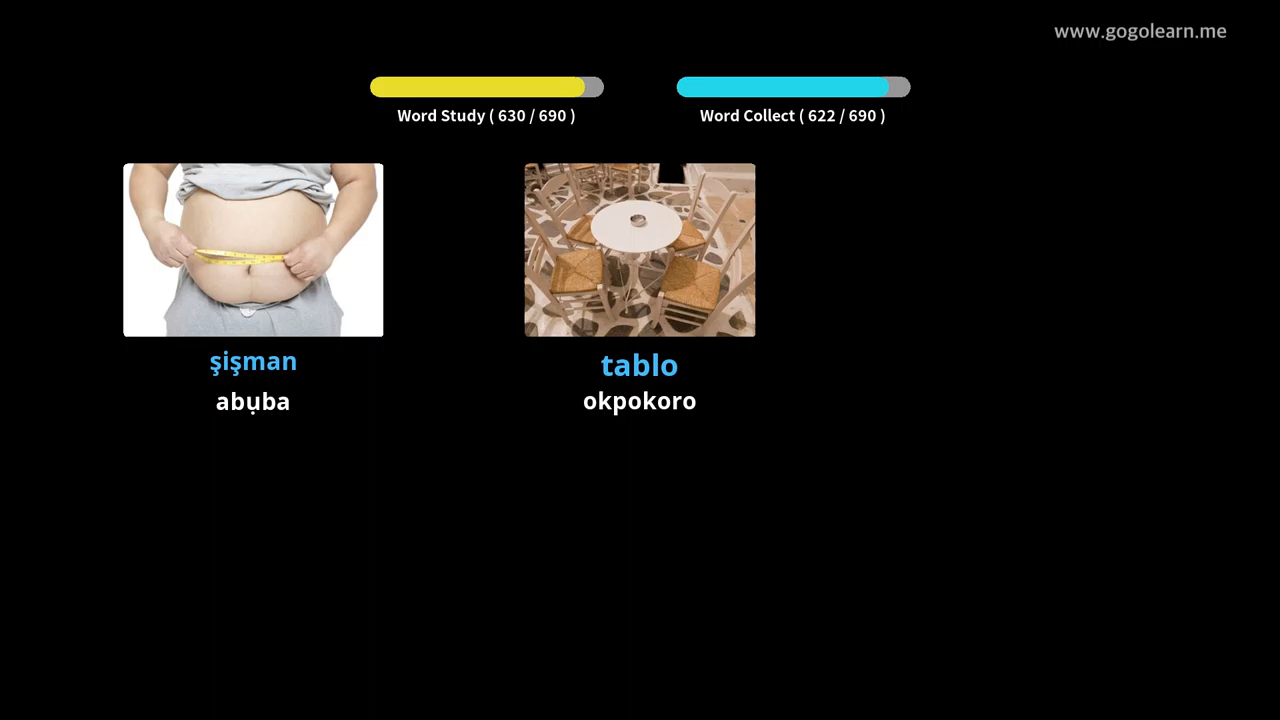 www.gogolearn.me
Word Study ( 630 / 690 )
Word Collect ( 622 / 690 )
şişman
abụba
tablo
okpokoro